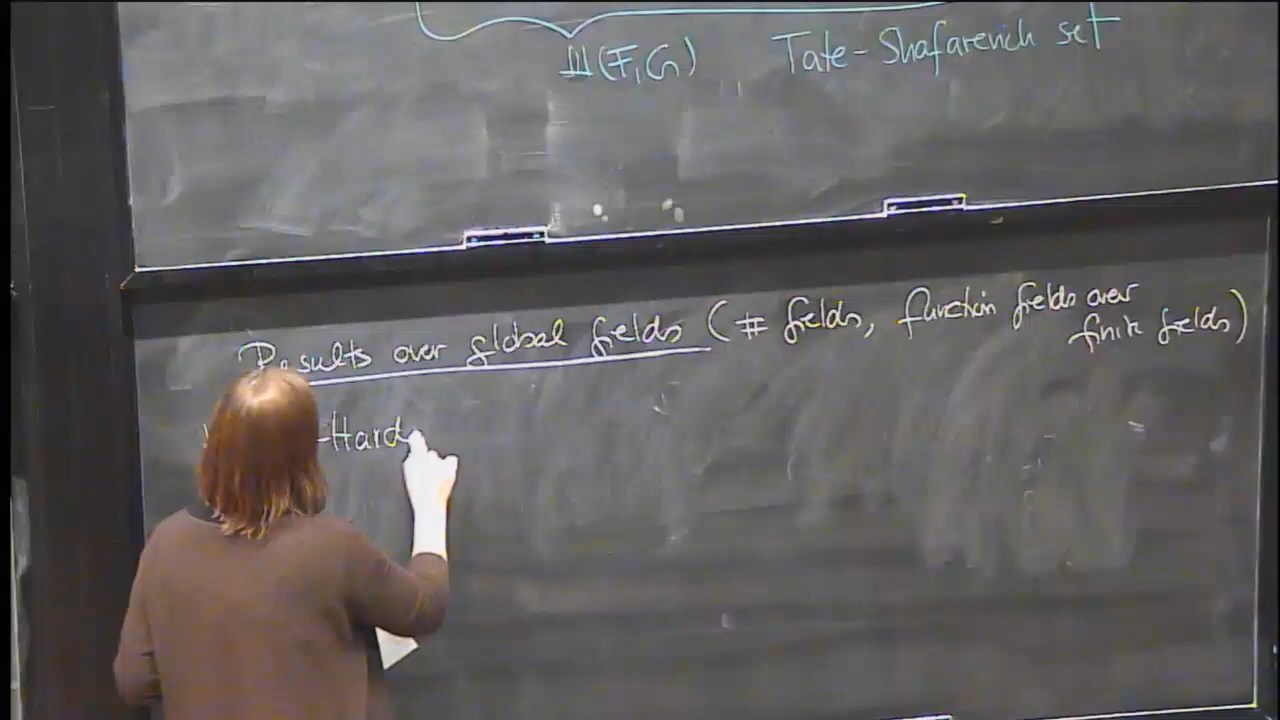 Ш(F,G) Tate-Shafarevich set
Results over global fields (# fields, function fields over
finite fields)
-Hard